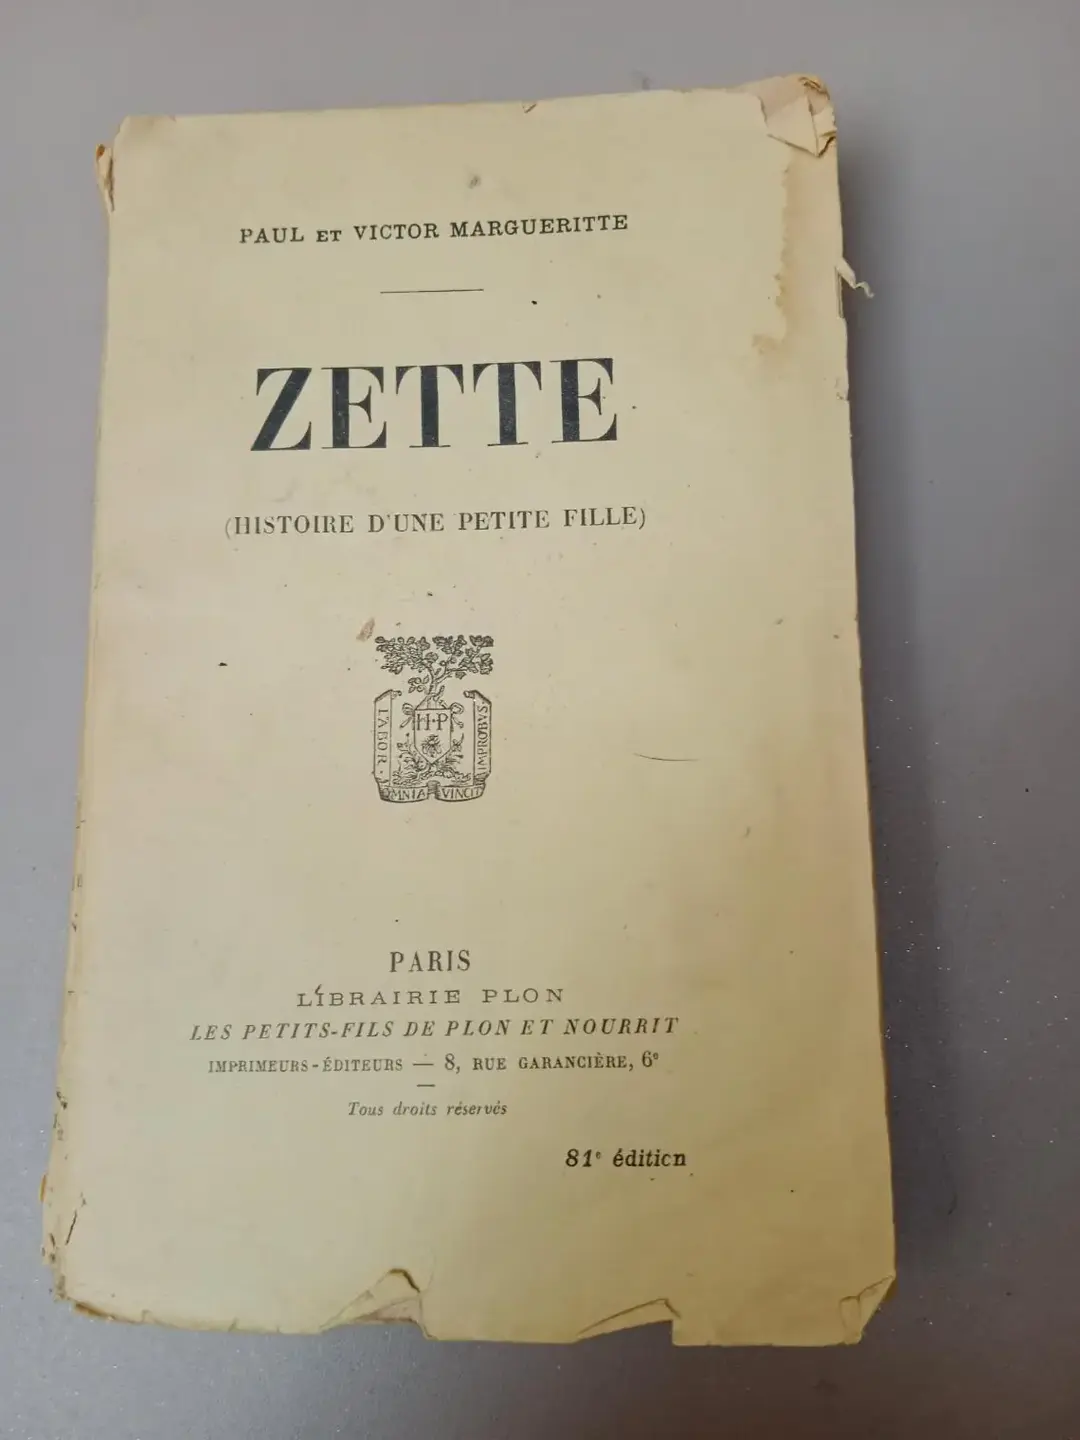 PAUL ET VICTOR MARGUERITTE
ZETTE
(HISTOIRE D'UNE PETITE FILLE)
LABOR
H·P
IMPROBVS
OMNIA VINCIT
PARIS
LIBRAIRIE PLON
LES PETITS-FILS DE PLON ET NOURRIT
IMPRIMEURS-ÉDITEURS — 8, RUE GARANCIÈRE, 6e
Tous droits réservés
81e édition